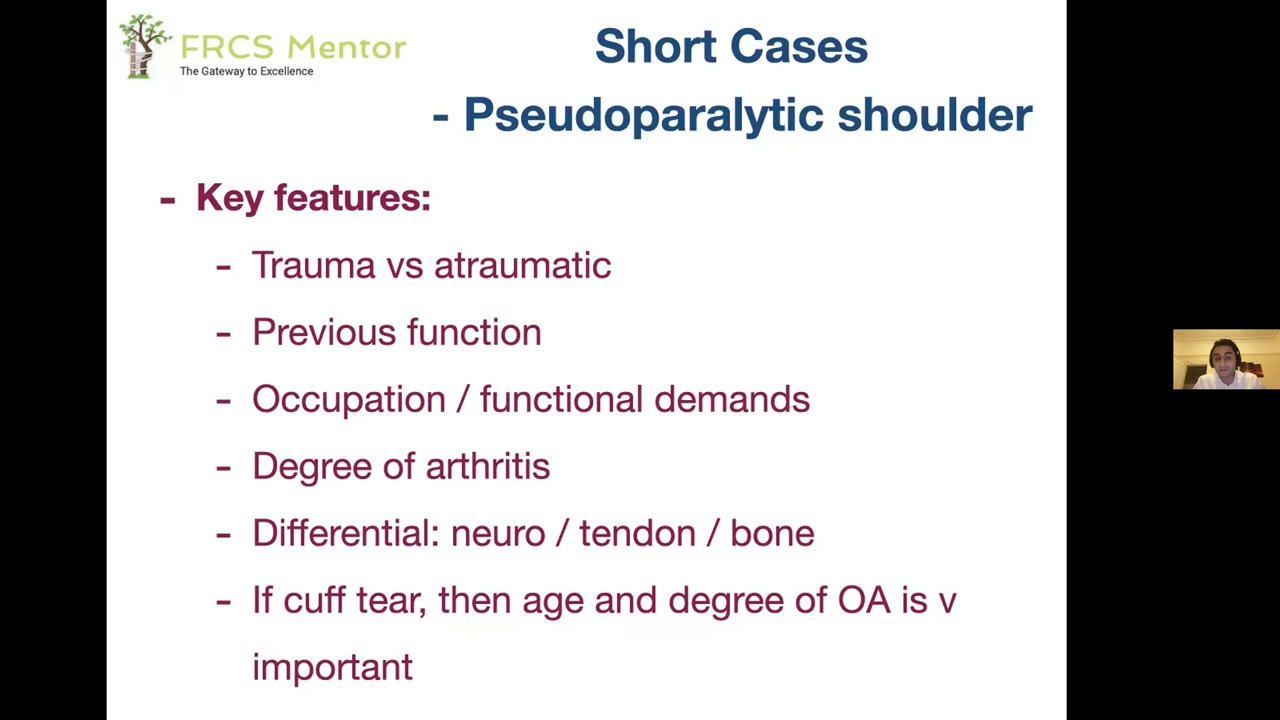 FRCS Mentor
The Gateway to Excellence
Short Cases
- Pseudoparalytic shoulder
- Key features:
- Trauma vs atraumatic
- Previous function
- Occupation / functional demands
- Degree of arthritis
- Differential: neuro / tendon / bone
- If cuff tear, then age and degree of OA is v
important